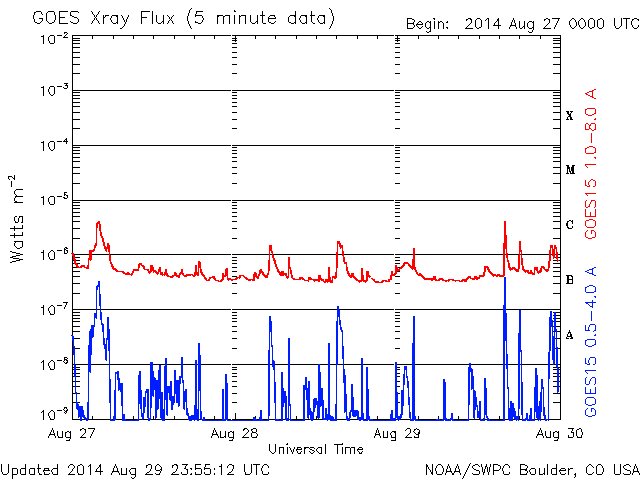 GOES Xray Flux (5 minute data)
Begin: 2014 Aug 27 0000 UTC
10-2
10-3
10-4
10-5
10-6
10-7
10-8
10-9
Watts m-2
X
M
C
B
A
GOES15 1.0-8.0 A
GOES15 0.5-4.0 A
Aug 27
Aug 28
Aug 29
Aug 30
Universal Time
Updated 2014 Aug 29 23:55:12 UTC
NOAA/SWPC Boulder, CO USA